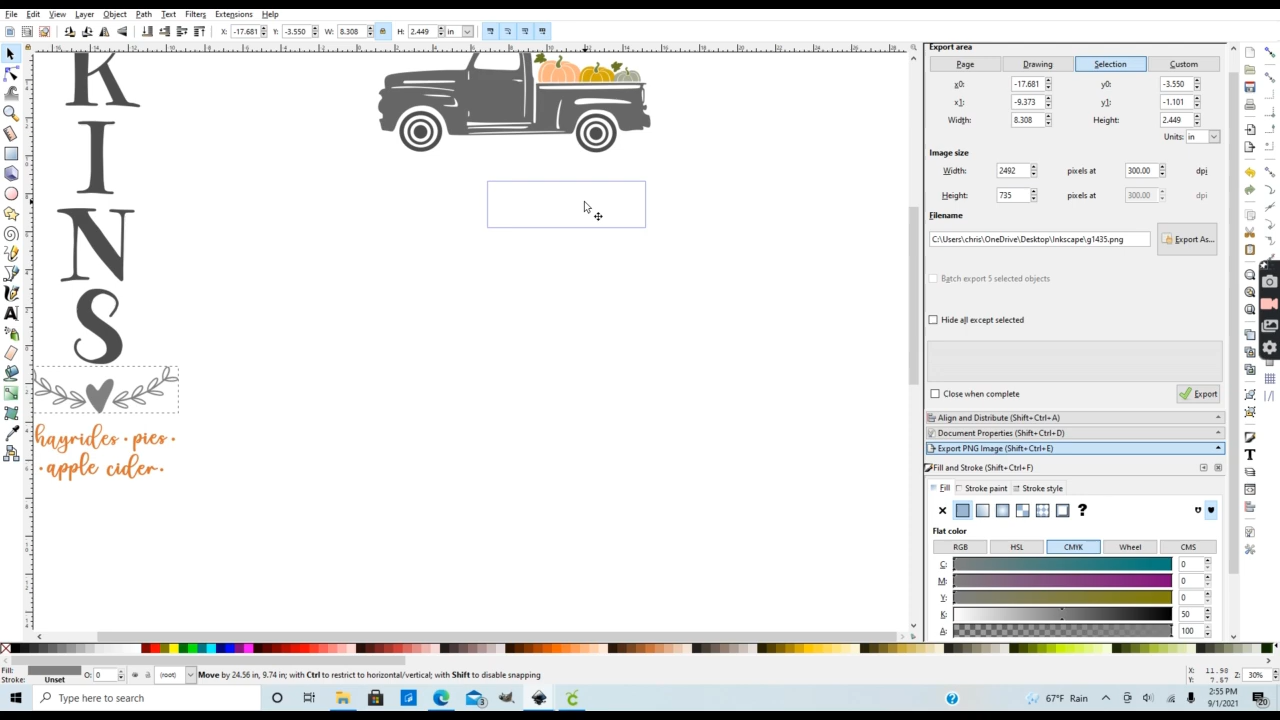 File Edit View Layer Object Path Text Filters Extensions Help
X: -17.681 Y: -3.550 W: 8.308 H: 2.449 in
K
I
N
S
hayrides · pies ·
· apple cider ·
Export area
Page Drawing Selection Custom
x0: -17.681 y0: -3.550
x1: -9.373 y1: -1.101
Width: 8.308 Height: 2.449
Units: in
Image size
Width: 2492 pixels at 300.00 dpi
Height: 735 pixels at 300.00 dpi
Filename
C:\Users\chris\OneDrive\Desktop\Inkscape\g1435.png Export As...
Batch export 5 selected objects
Hide all except selected
Close when complete Export
Align and Distribute (Shift+Ctrl+A)
Document Properties (Shift+Ctrl+D)
Export PNG Image (Shift+Ctrl+E)
Fill and Stroke (Shift+Ctrl+F)
Fill Stroke paint Stroke style
Flat color
RGB HSL CMYK Wheel CMS
C: 0
M: 0
Y: 0
K: 50
A: 100
Fill:
Stroke: Unset
O: 0
(root)
Move by 24.56 in, 9.74 in; with Ctrl to restrict to horizontal/vertical; with Shift to disable snapping
X: 11.98
Y: 7.57
Z: 30%
Type here to search
67°F Rain
2:55 PM
9/1/2021